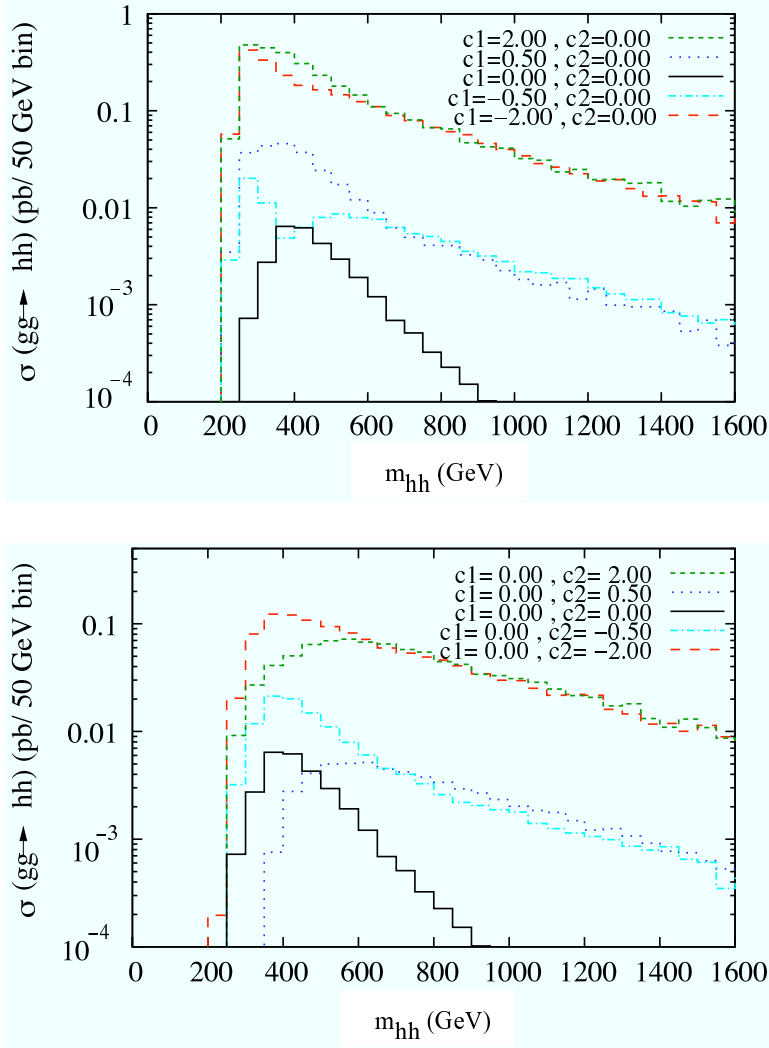 1
c1=2.00 , c2=0.00
c1=0.50 , c2=0.00
c1=0.00 , c2=0.00
c1=−0.50 , c2=0.00
c1=−2.00 , c2=0.00
0.1
0.01
10−3
10−4
σ (gg→ hh) (pb/ 50 GeV bin)
0 200 400 600 800 1000 1200 1400 1600
mhh (GeV)
c1= 0.00 , c2= 2.00
c1= 0.00 , c2= 0.50
c1= 0.00 , c2= 0.00
c1= 0.00 , c2= −0.50
c1= 0.00 , c2= −2.00
0.1
0.01
10−3
10−4
σ (gg→ hh) (pb/ 50 GeV bin)
0 200 400 600 800 1000 1200 1400 1600
mhh (GeV)